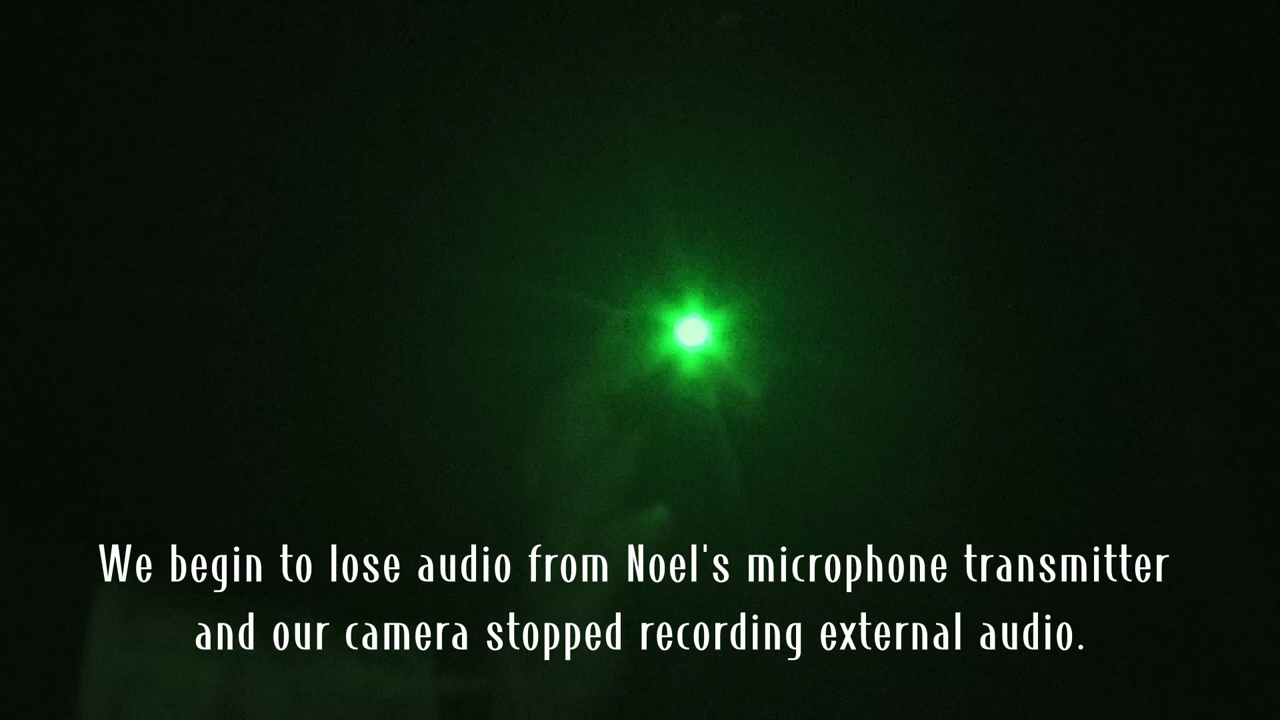 We begin to lose audio from Noel's microphone transmitter
and our camera stopped recording external audio.